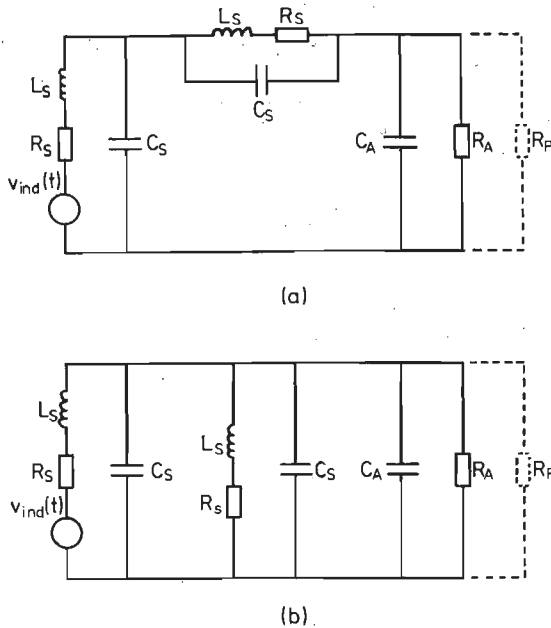 L_S R_S
L_S
C_S
R_S C_S C_A R_A R_P
v_ind(t)
(a)
L_S
L_S
R_S C_S C_S C_A R_A R_P
R_S
v_ind(t)
(b)